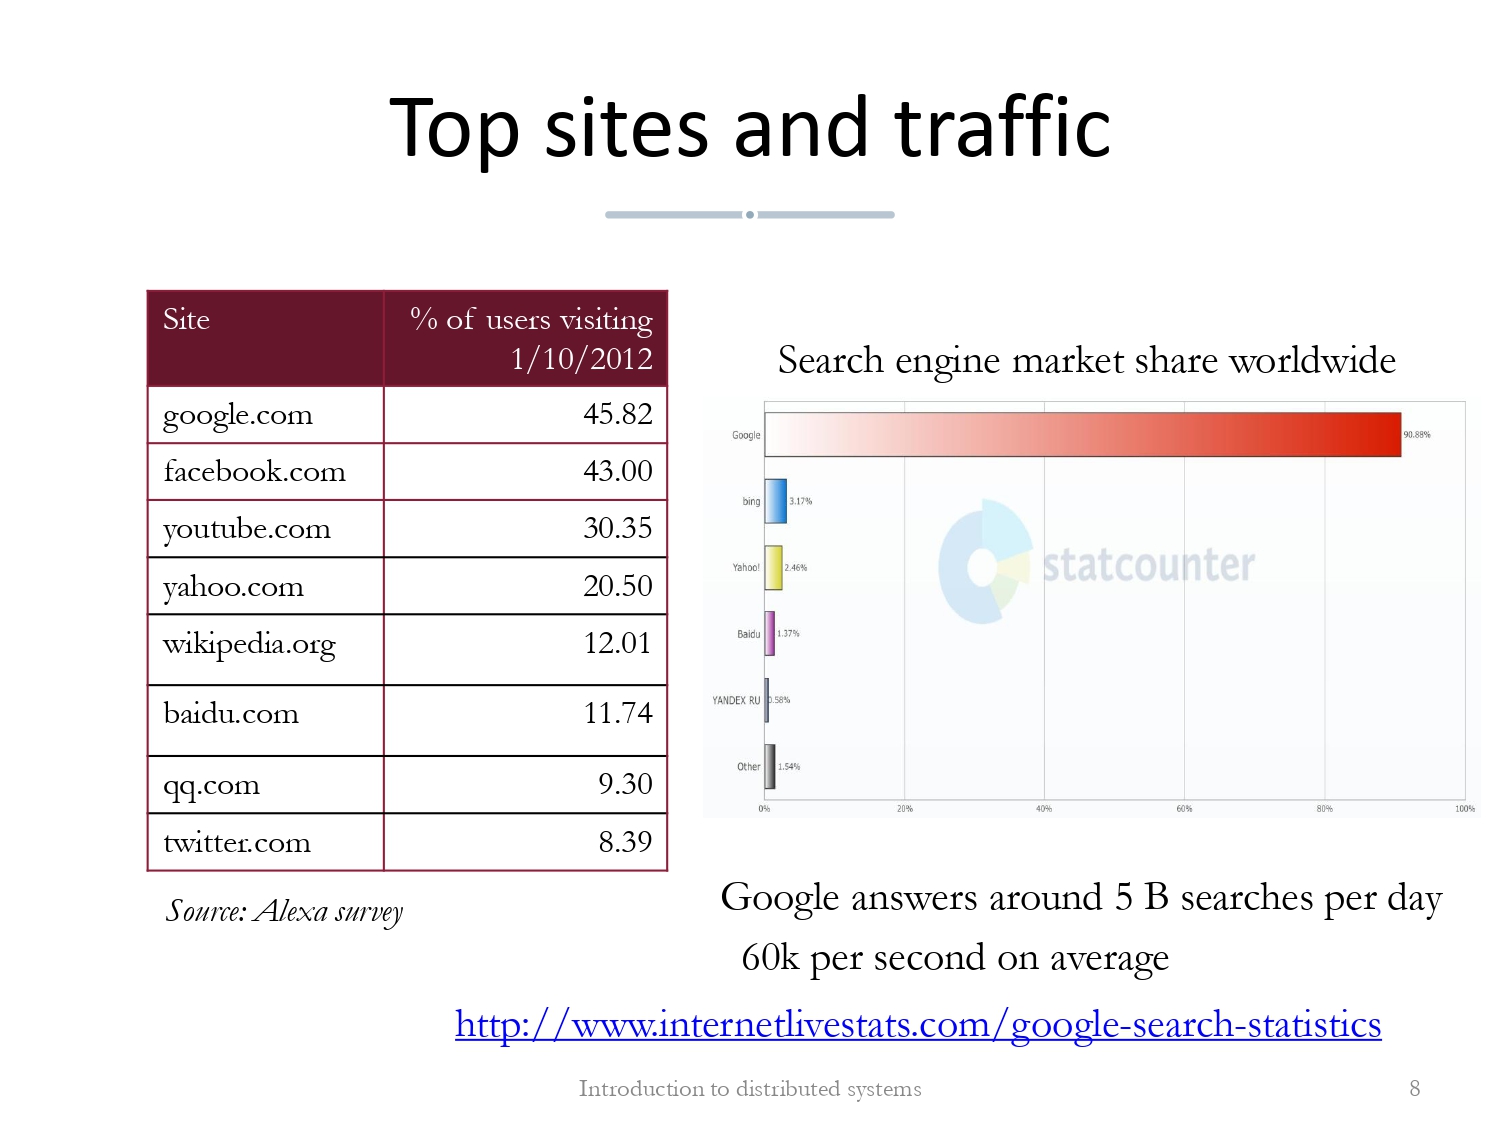 Top sites and traffic
Site
% of users visiting
1/10/2012
google.com 45.82
facebook.com 43.00
youtube.com 30.35
yahoo.com 20.50
wikipedia.org 12.01
baidu.com 11.74
qq.com 9.30
twitter.com 8.39
Source: Alexa survey
Search engine market share worldwide
Google 90.88%
bing 3.17%
Yahoo! 2.46%
Baidu 1.37%
YANDEX RU 0.58%
Other 1.54%
0% 20% 40% 60% 80% 100%
statcounter
Google answers around 5 B searches per day
60k per second on average
http://www.internetlivestats.com/google-search-statistics
Introduction to distributed systems
8